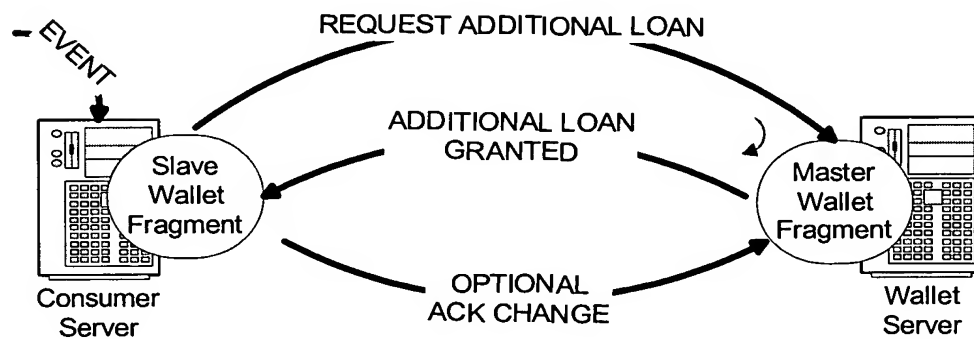 EVENT
REQUEST ADDITIONAL LOAN
ADDITIONAL LOAN
GRANTED
Slave
Wallet
Fragment
Master
Wallet
Fragment
OPTIONAL
ACK CHANGE
Consumer
Server
Wallet
Server